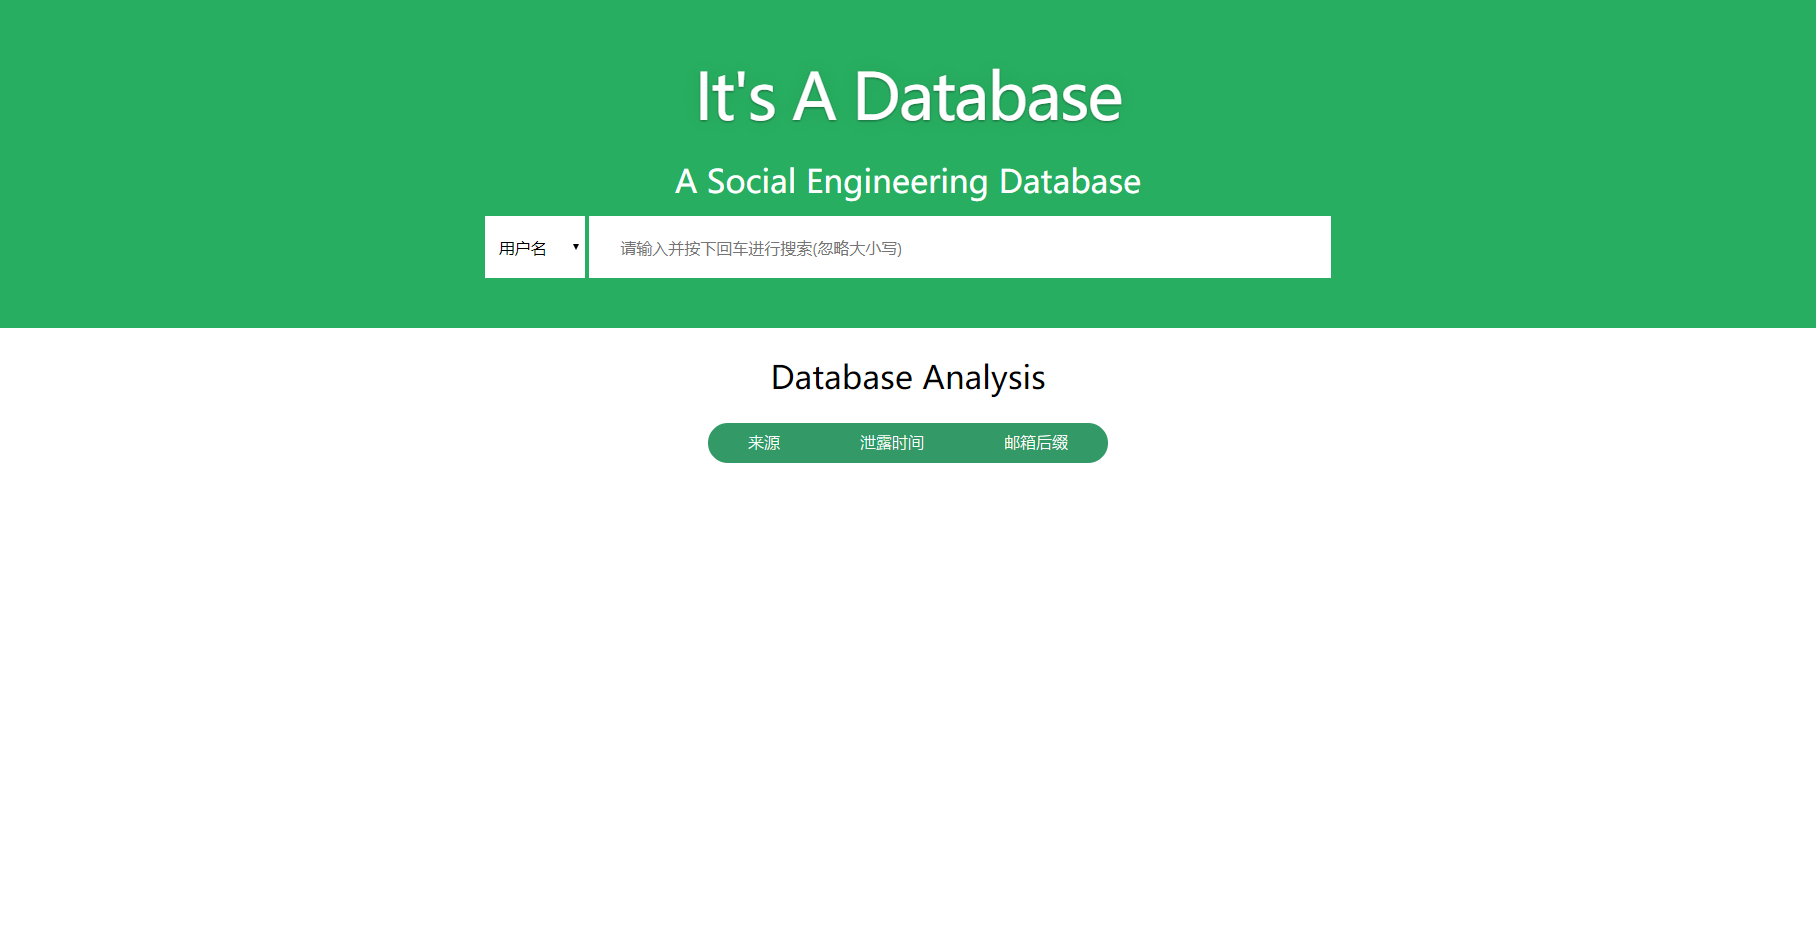 It's A Database
A Social Engineering Database
用户名 请输入并按下回车进行搜索(忽略大小写)
Database Analysis
来源 泄露时间 邮箱后缀